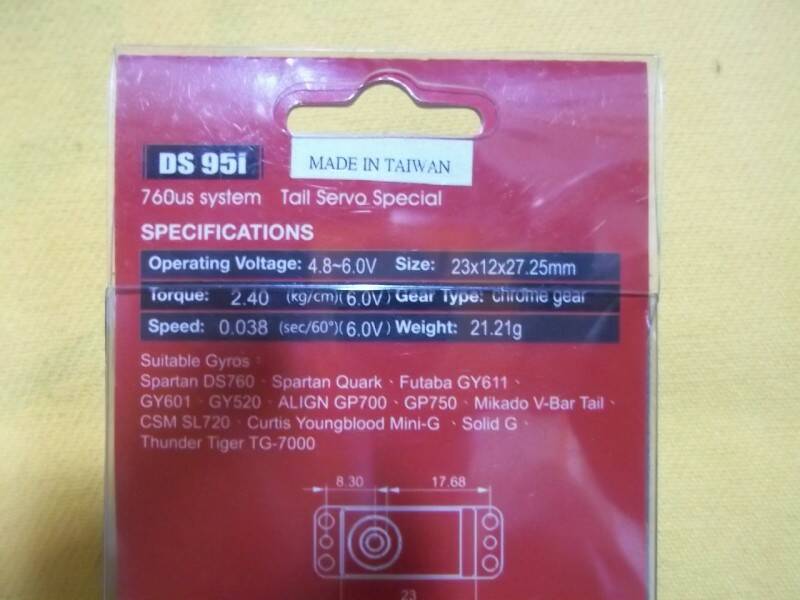 DS 95i
MADE IN TAIWAN
760us system Tail Servo Special
SPECIFICATIONS
Operating Voltage: 4.8~6.0V Size: 23x12x27.25mm
Torque: 2.40 (kg/cm)(6.0V) Gear Type: chrome gear
Speed: 0.038 (sec/60°)(6.0V) Weight: 21.21g
Suitable Gyros：
Spartan DS760、Spartan Quark、Futaba GY611、
GY601、GY520、ALIGN GP700、GP750、Mikado V-Bar Tail、
CSM SL720、Curtis Youngblood Mini-G 、Solid G、
Thunder Tiger TG-7000
8.30 17.68
23